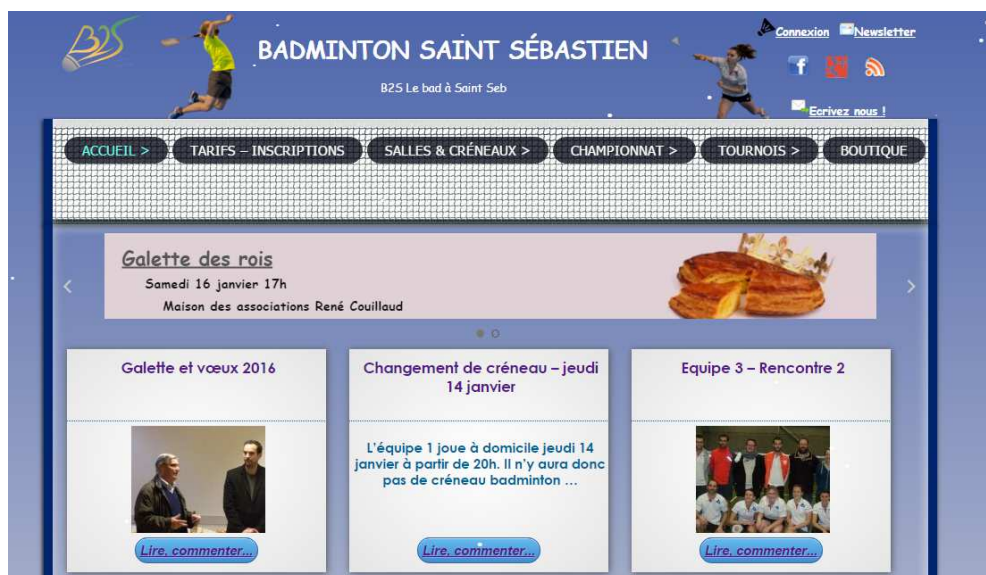 B2S
BADMINTON SAINT SÉBASTIEN
B2S Le bad à Saint Seb
Connexion
Newsletter
Ecrivez nous !
ACCUEIL >
TARIFS – INSCRIPTIONS
SALLES & CRÉNEAUX >
CHAMPIONNAT >
TOURNOIS >
BOUTIQUE
Galette des rois
Samedi 16 janvier 17h
Maison des associations René Couillaud
Galette et vœux 2016
Lire, commenter...
Changement de créneau – jeudi
14 janvier
L'équipe 1 joue à domicile jeudi 14
janvier à partir de 20h. Il n'y aura donc
pas de créneau badminton …
Lire, commenter...
Equipe 3 – Rencontre 2
Lire, commenter...